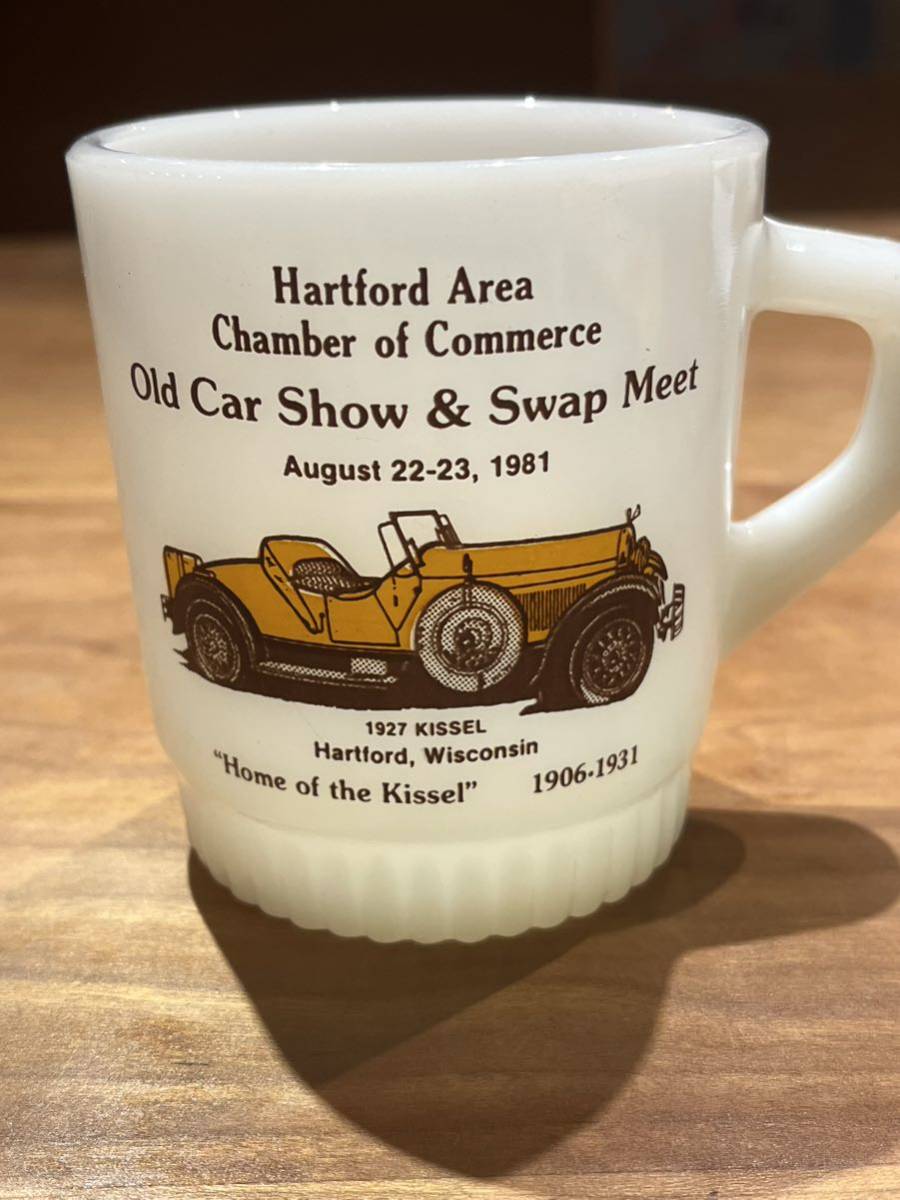 Hartford Area
Chamber of Commerce
Old Car Show & Swap Meet
August 22-23, 1981
1927 KISSEL
Hartford, Wisconsin
"Home of the Kissel" 1906-1931